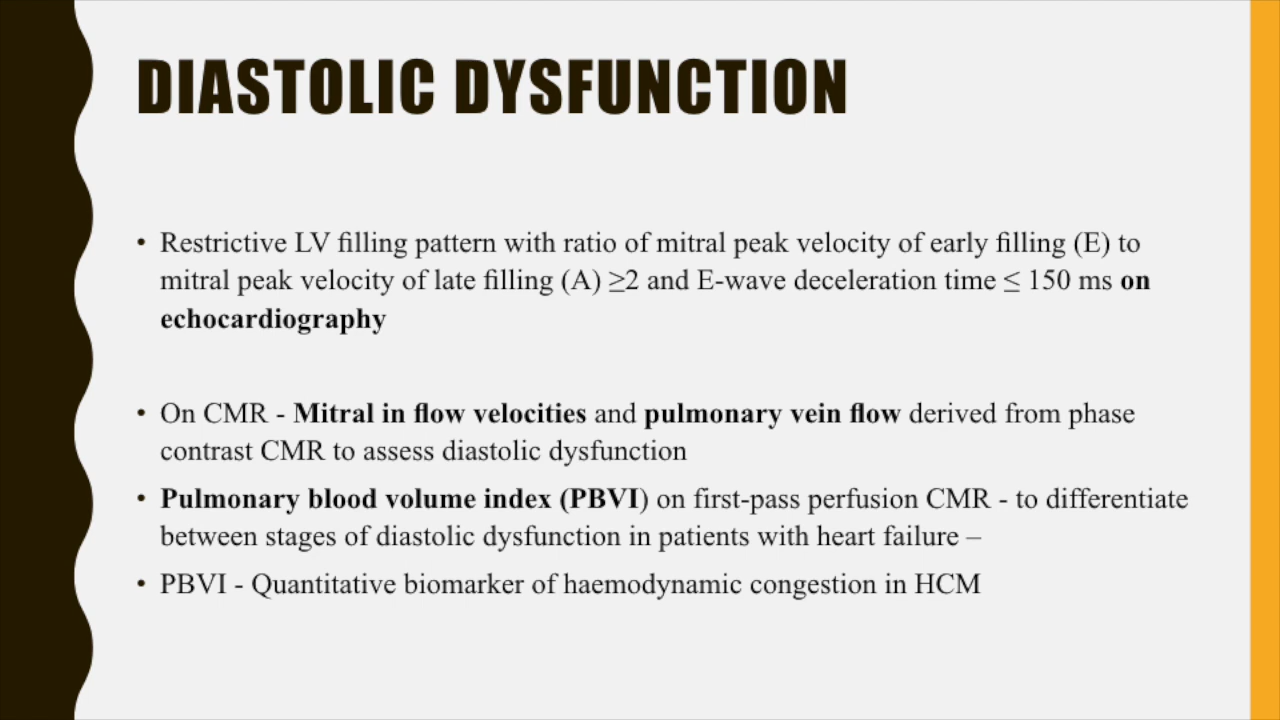 DIASTOLIC DYSFUNCTION
• Restrictive LV filling pattern with ratio of mitral peak velocity of early filling (E) to
mitral peak velocity of late filling (A) ≥2 and E-wave deceleration time ≤ 150 ms on
echocardiography
• On CMR - Mitral in flow velocities and pulmonary vein flow derived from phase
contrast CMR to assess diastolic dysfunction
• Pulmonary blood volume index (PBVI) on first-pass perfusion CMR - to differentiate
between stages of diastolic dysfunction in patients with heart failure –
• PBVI - Quantitative biomarker of haemodynamic congestion in HCM